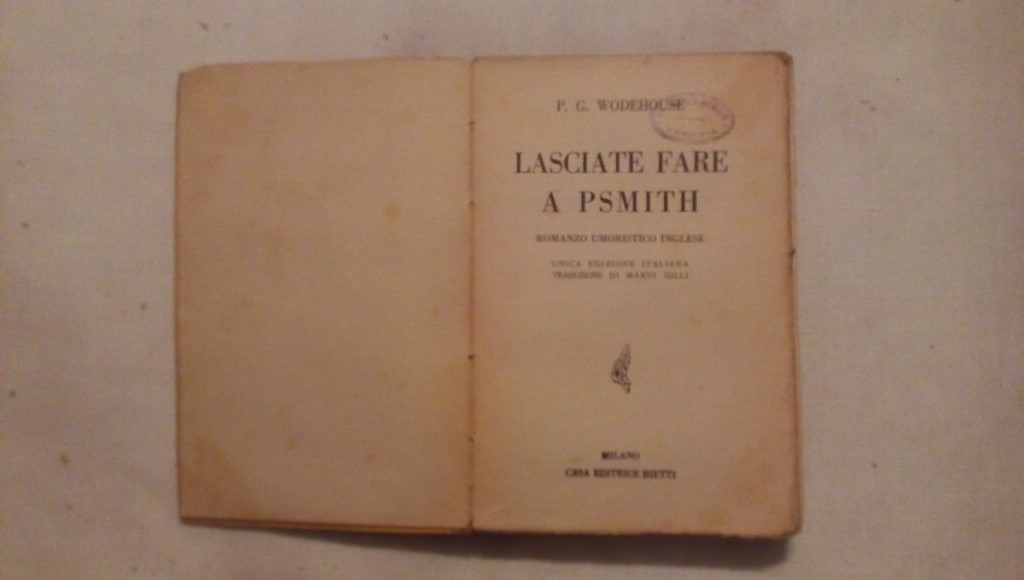 P. G. WODEHOUSE
LASCIATE FARE
A PSMITH
ROMANZO UMORISTICO INGLESE
UNICA EDIZIONE ITALIANA
TRADUZIONE DI MARIO GILLI
MILANO
CASA EDITRICE BIETTI